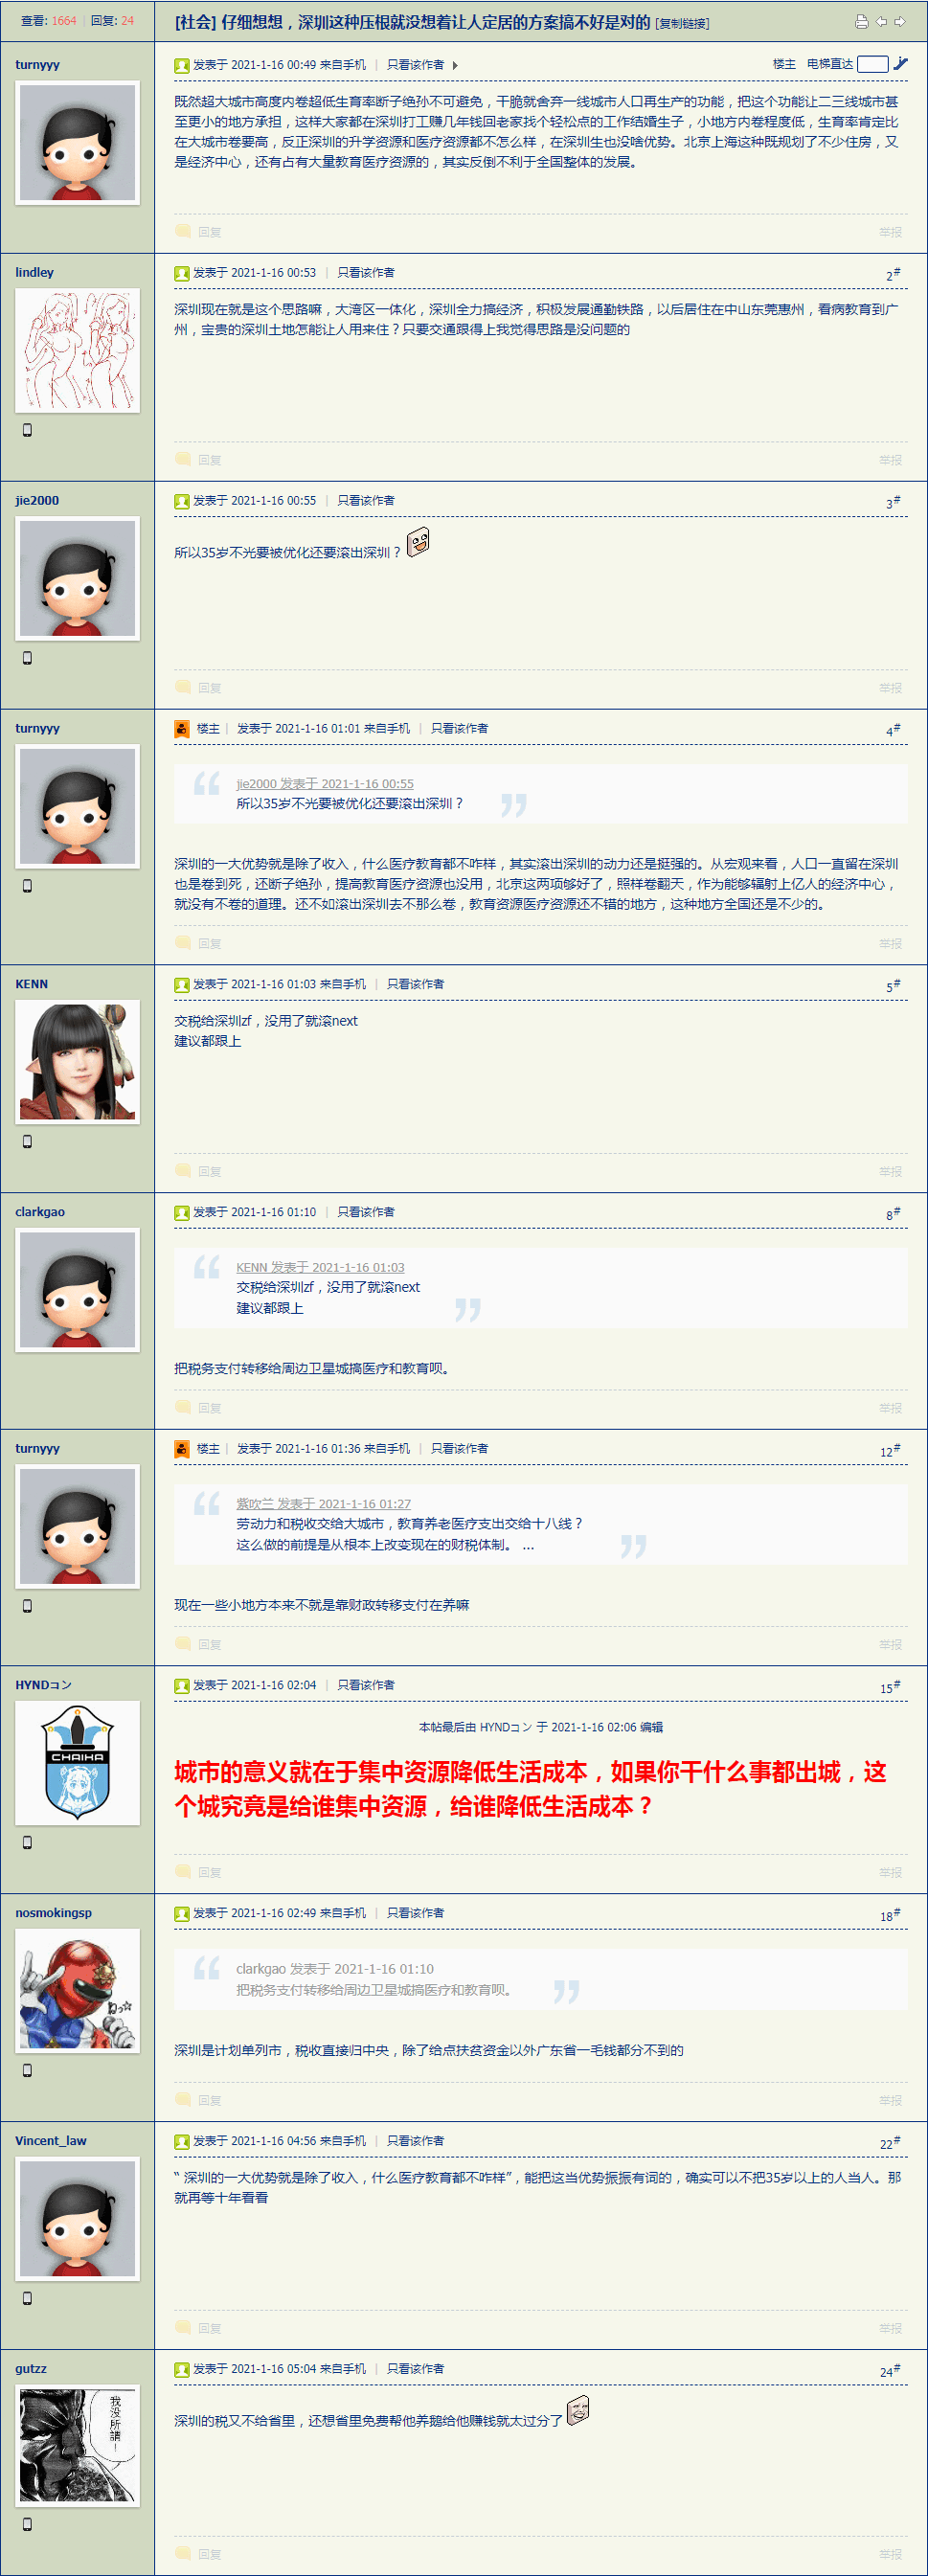 查看: 1664 | 回复: 24
[社会] 仔细想想，深圳这种压根就没想着让人定居的方案搞不好是对的 [复制链接]
turnyyy
发表于 2021-1-16 00:49 来自手机 | 只看该作者
楼主 电梯直达
既然超大城市高度内卷超低生育率断子绝孙不可避免，干脆就舍弃一线城市人口再生产的功能，把这个功能让二三线城市甚
至更小的地方承担，这样大家都在深圳打工赚几年钱回老家找个轻松点的工作结婚生子，小地方内卷程度低，生育率肯定比
在大城市卷要高，反正深圳的升学资源和医疗资源都不怎么样，在深圳生也没啥优势。北京上海这种既规划了不少住房，又
是经济中心，还有占有大量教育医疗资源的，其实反倒不利于全国整体的发展。
回复 举报
lindley
发表于 2021-1-16 00:53 | 只看该作者
2#
深圳现在就是这个思路嘛，大湾区一体化，深圳全力搞经济，积极发展通勤铁路，以后居住在中山东莞惠州，看病教育到广
州，宝贵的深圳土地怎能让人用来住？只要交通跟得上我觉得思路是没问题的
回复 举报
jie2000
发表于 2021-1-16 00:55 | 只看该作者
3#
所以35岁不光要被优化还要滚出深圳？
回复 举报
turnyyy
楼主 | 发表于 2021-1-16 01:01 来自手机 | 只看该作者
4#
jie2000 发表于 2021-1-16 00:55
所以35岁不光要被优化还要滚出深圳？
深圳的一大优势就是除了收入，什么医疗教育都不咋样，其实滚出深圳的动力还是挺强的。从宏观来看，人口一直留在深圳
也是卷到死，还断子绝孙，提高教育医疗资源也没用，北京这两项够好了，照样卷翻天，作为能够辐射上亿人的经济中心，
就没有不卷的道理。还不如滚出深圳去不那么卷，教育资源医疗资源还不错的地方，这种地方全国还是不少的。
回复 举报
KENN
发表于 2021-1-16 01:03 来自手机 | 只看该作者
5#
交税给深圳zf，没用了就滚next
建议都跟上
回复 举报
clarkgao
发表于 2021-1-16 01:10 | 只看该作者
8#
KENN 发表于 2021-1-16 01:03
交税给深圳zf，没用了就滚next
建议都跟上
把税务支付转移给周边卫星城搞医疗和教育呗。
回复 举报
turnyyy
楼主 | 发表于 2021-1-16 01:36 来自手机 | 只看该作者
12#
紫吹兰 发表于 2021-1-16 01:27
劳动力和税收交给大城市，教育养老医疗支出交给十八线？
这么做的前提是从根本上改变现在的财税体制。 ...
现在一些小地方本来不就是靠财政转移支付在养嘛
回复 举报
HYNDコン
CHAIKA
发表于 2021-1-16 02:04 | 只看该作者
15#
本帖最后由 HYNDコン 于 2021-1-16 02:06 编辑
城市的意义就在于集中资源降低生活成本，如果你干什么事都出城，这
个城究竟是给谁集中资源，给谁降低生活成本？
回复 举报
nosmokingsp
ねっ☆
发表于 2021-1-16 02:49 来自手机 | 只看该作者
18#
clarkgao 发表于 2021-1-16 01:10
把税务支付转移给周边卫星城搞医疗和教育呗。
深圳是计划单列市，税收直接归中央，除了给点扶贫资金以外广东省一毛钱都分不到的
回复 举报
Vincent_law
发表于 2021-1-16 04:56 来自手机 | 只看该作者
22#
“ 深圳的一大优势就是除了收入，什么医疗教育都不咋样”，能把这当优势振振有词的，确实可以不把35岁以上的人当人。那
就再等十年看看
回复 举报
gutzz
我没所謂！
发表于 2021-1-16 05:04 来自手机 | 只看该作者
24#
深圳的税又不给省里，还想省里免费帮他养鹅给他赚钱就太过分了
回复 举报